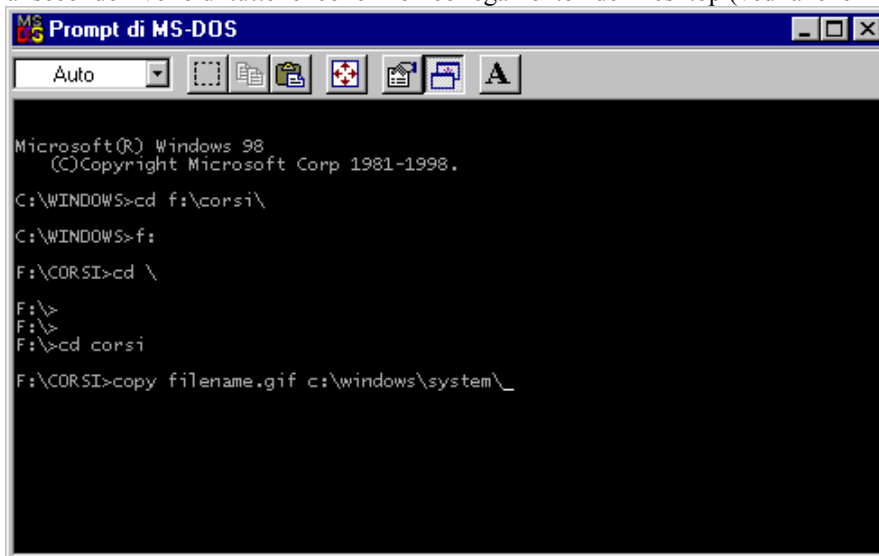 Prompt di MS-DOS
Auto
A
Microsoft(R) Windows 98
(C)Copyright Microsoft Corp 1981-1998.
C:\WINDOWS>cd f:\corsi\
C:\WINDOWS>f:
F:\CORSI>cd \
F:\>
F:\>
F:\>cd corsi
F:\CORSI>copy filename.gif c:\windows\system\_